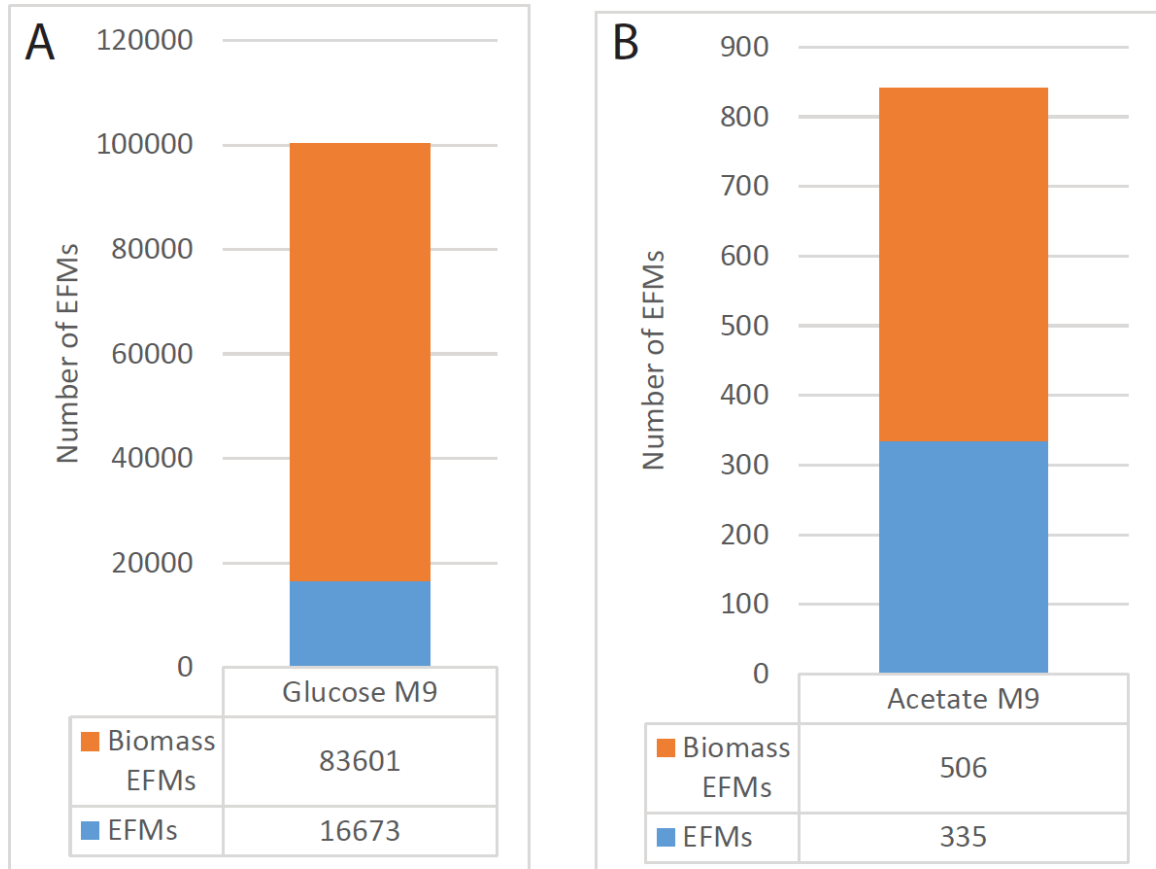 A
120000
100000
80000
60000
40000
20000
0
Number of EFMs
Glucose M9
Biomass
EFMs
83601
EFMs
16673
B
900
800
700
600
500
400
300
200
100
0
Number of EFMs
Acetate M9
Biomass
EFMs
506
EFMs
335